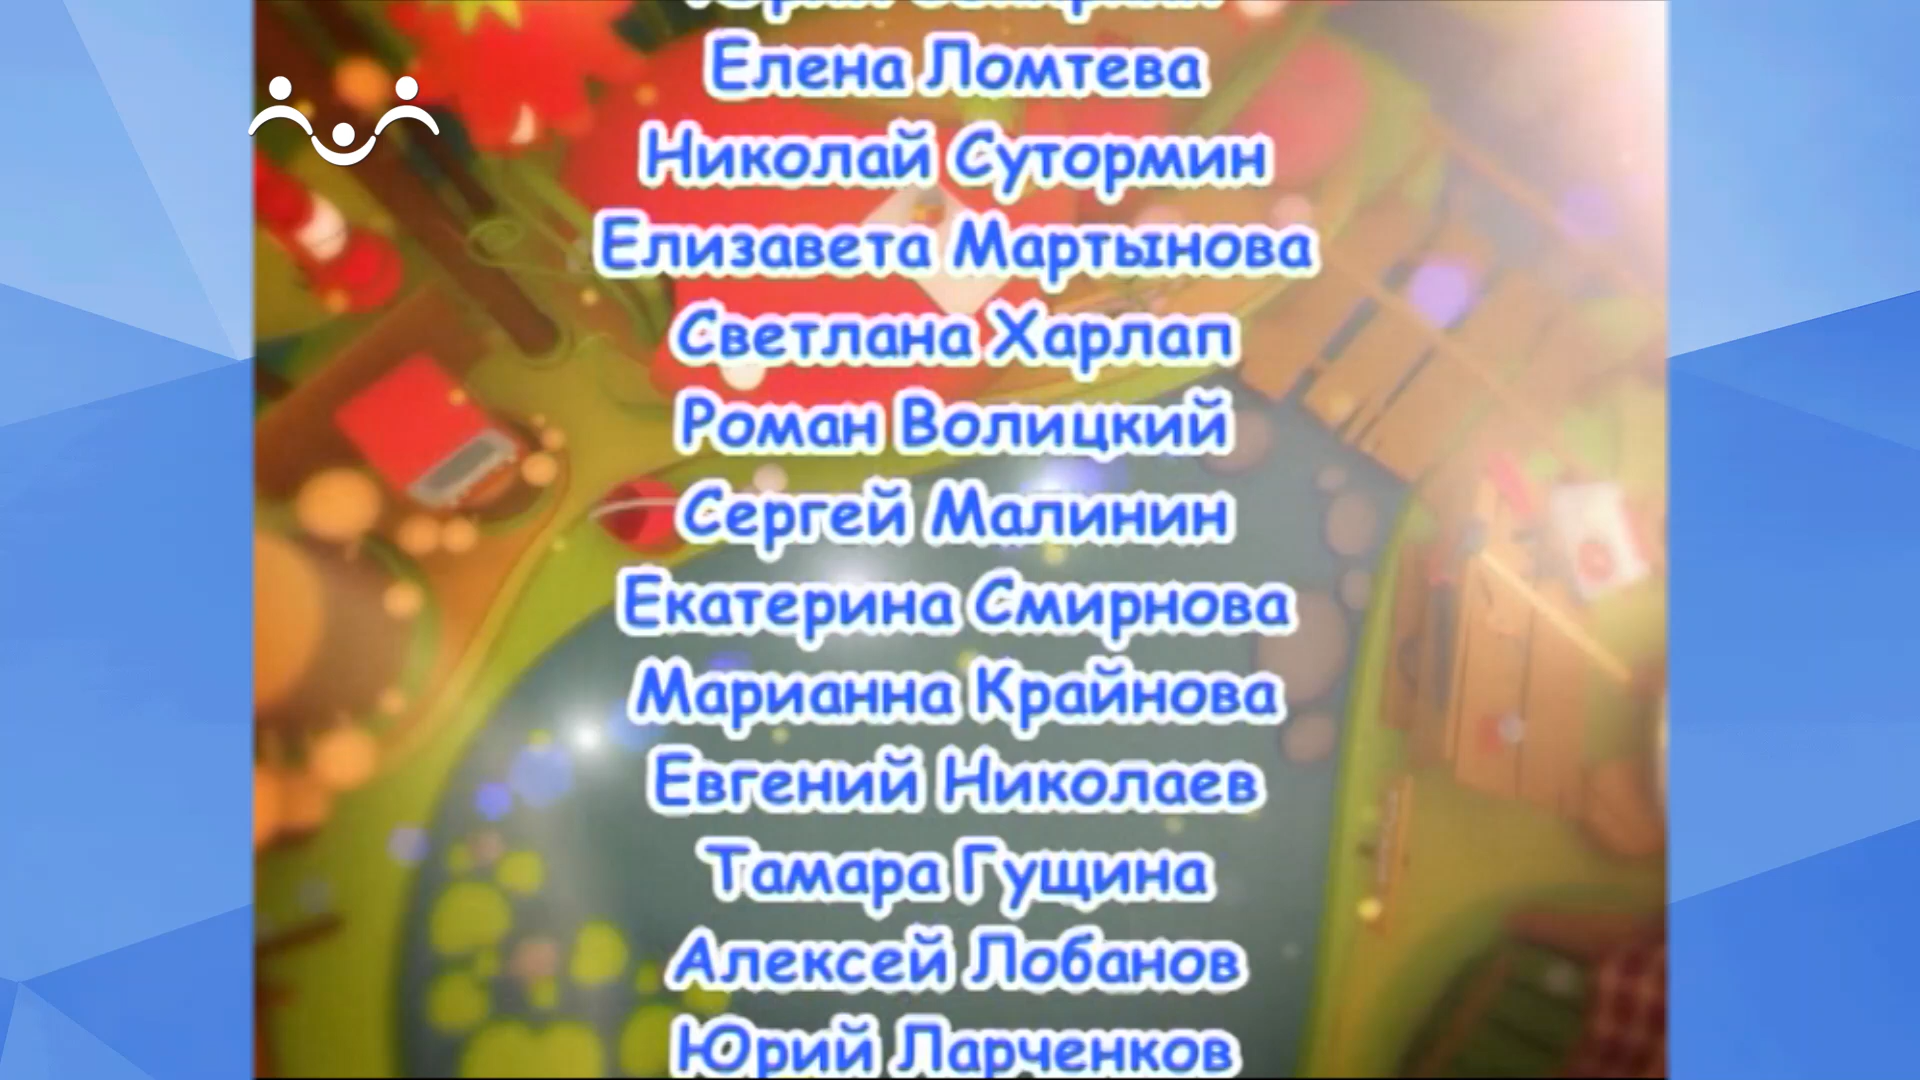 Елена Ломтева
Николай Сутормин
Елизавета Мартынова
Светлана Харлап
Роман Волицкий
Сергей Малинин
Екатерина Смирнова
Марианна Крайнова
Евгений Николаев
Тамара Гущина
Алексей Лобанов
Юрий Ларченков